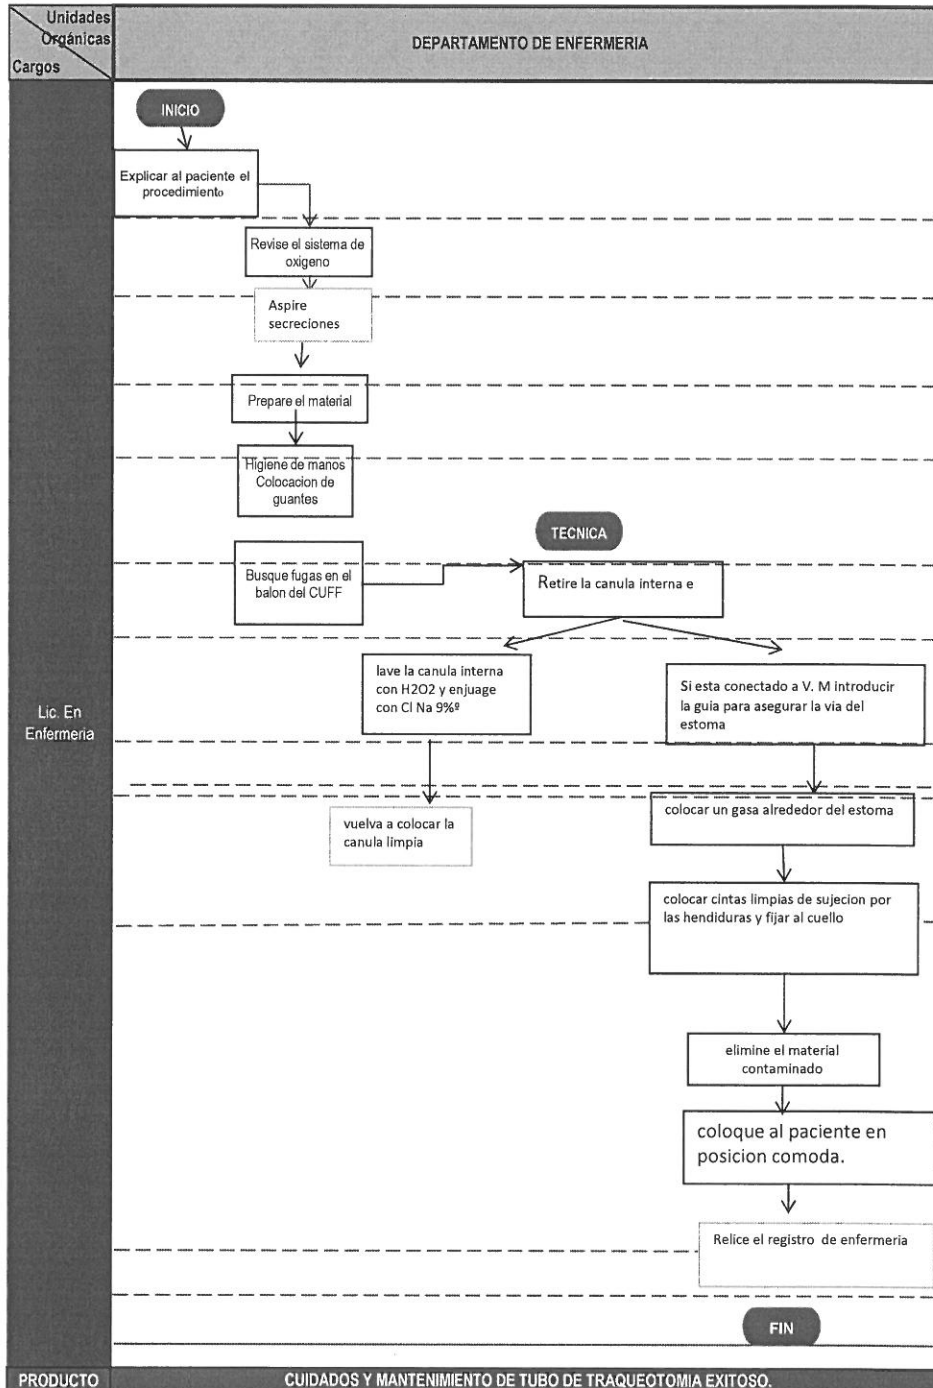 Unidades
Orgánicas
Cargos
DEPARTAMENTO DE ENFERMERIA
INICIO
Explicar al paciente el
procedimiento
Revise el sistema de
oxigeno
Aspire
secreciones
Prepare el material
Higiene de manos
Colocacion de
guantes
TECNICA
Busque fugas en el
balon del CUFF
Retire la canula interna e
lave la canula interna
con H2O2 y enjuage
con Cl Na 9%º
Si esta conectado a V. M introducir
la guia para asegurar la via del
estoma
Lic. En
Enfermeria
vuelva a colocar la
canula limpia
colocar un gasa alrededor del estoma
colocar cintas limpias de sujecion por
las hendiduras y fijar al cuello
elimine el material
contaminado
coloque al paciente en
posicion comoda.
Relice el registro de enfermeria
FIN
PRODUCTO
CUIDADOS Y MANTENIMIENTO DE TUBO DE TRAQUEOTOMIA EXITOSO.